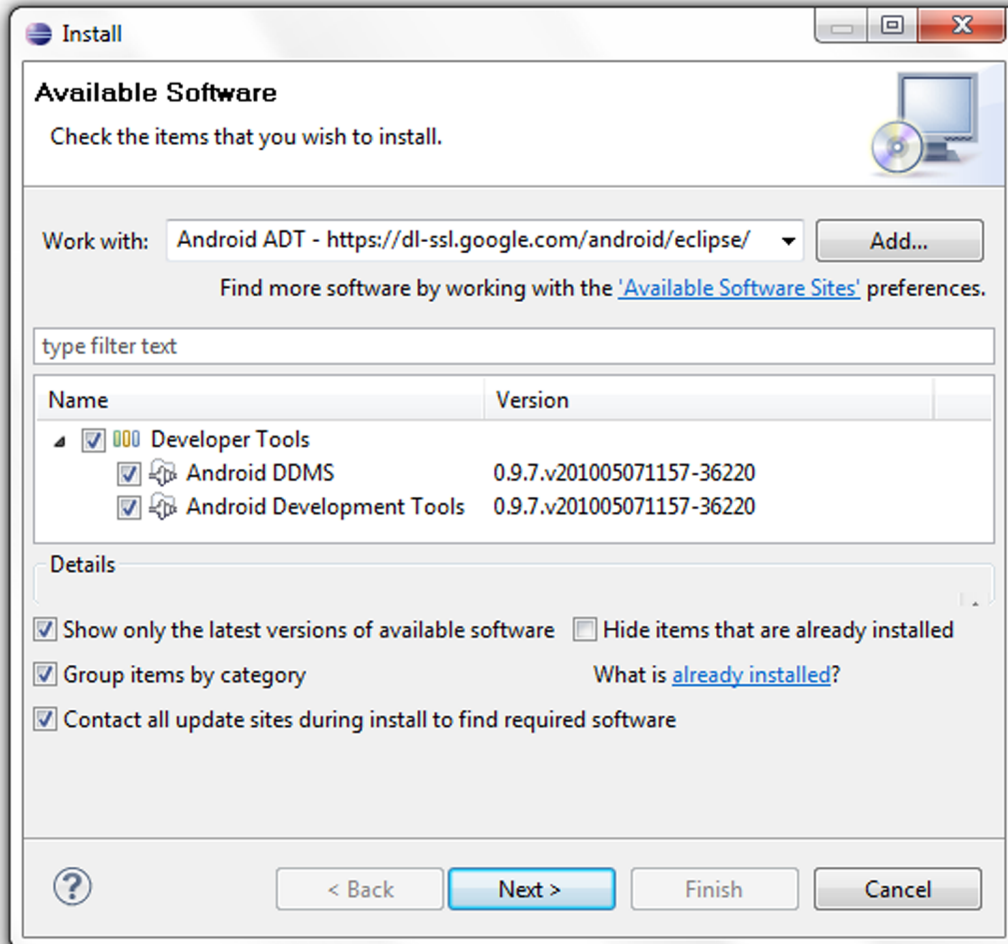 Install
Available Software
Check the items that you wish to install.
Work with: Android ADT - https://dl-ssl.google.com/android/eclipse/ Add...
Find more software by working with the 'Available Software Sites' preferences.
type filter text
Name Version
Developer Tools
Android DDMS 0.9.7.v201005071157-36220
Android Development Tools 0.9.7.v201005071157-36220
Details
Show only the latest versions of available software Hide items that are already installed
Group items by category What is already installed?
Contact all update sites during install to find required software
? < Back Next > Finish Cancel